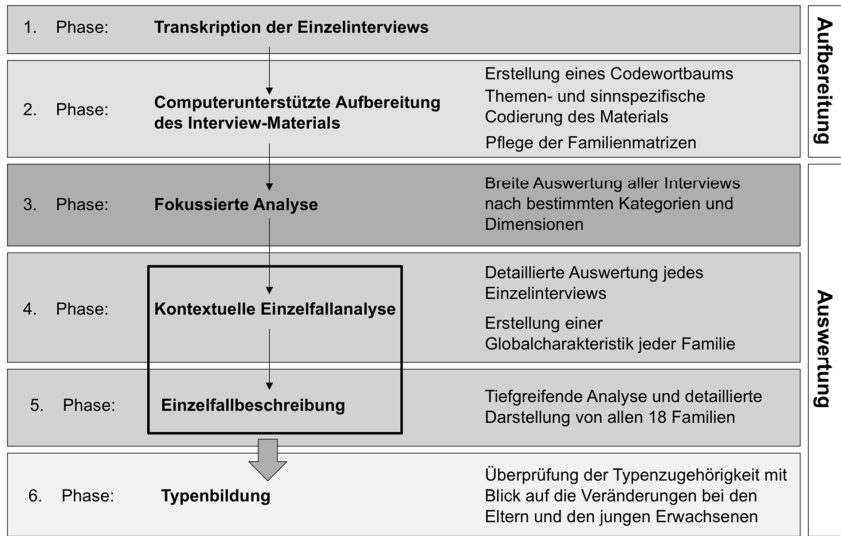 1. Phase: Transkription der Einzelinterviews
2. Phase: Computerunterstützte Aufbereitung
des Interview-Materials
Erstellung eines Codewortbaums
Themen- und sinnspezifische
Codierung des Materials
Pflege der Familienmatrizen
Aufbereitung
3. Phase: Fokussierte Analyse
Breite Auswertung aller Interviews
nach bestimmten Kategorien und
Dimensionen
4. Phase: Kontextuelle Einzelfallanalyse
Detaillierte Auswertung jedes
Einzelinterviews
Erstellung einer
Globalcharakteristik jeder Familie
5. Phase: Einzelfallbeschreibung
Tiefgreifende Analyse und detaillierte
Darstellung von allen 18 Familien
6. Phase: Typenbildung
Überprüfung der Typenzugehörigkeit mit
Blick auf die Veränderungen bei den
Eltern und den jungen Erwachsenen
Auswertung